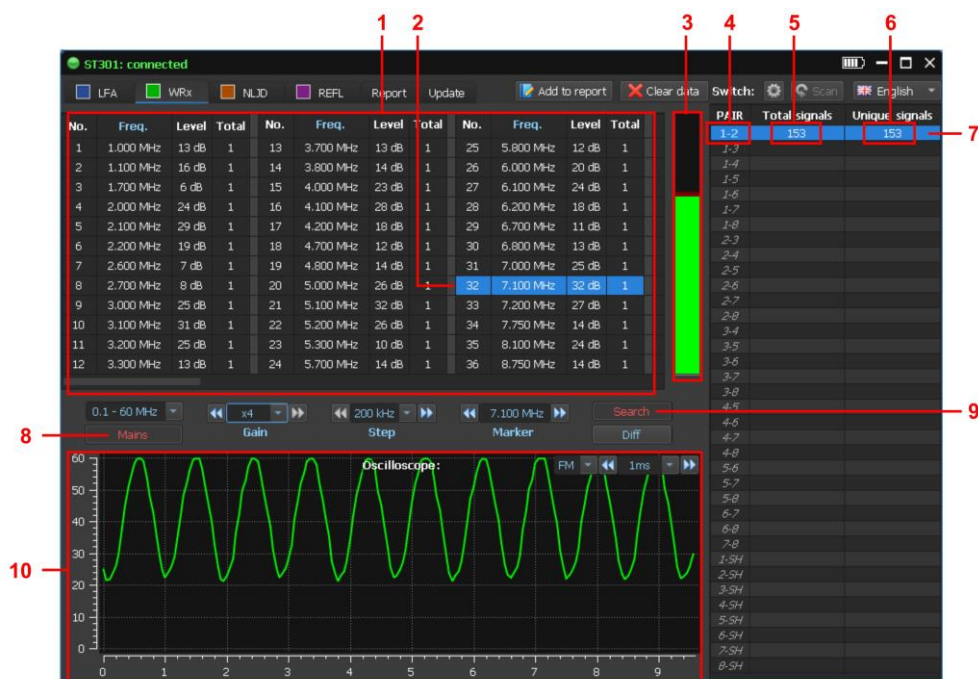 1 2 3 4 5 6
ST301: connected
LFA WRx NLJD REFL Report Update Add to report Clear data Switch: Scan English
No. Freq. Level Total No. Freq. Level Total No. Freq. Level Total PAIR Total signals Unique signals
1 1.000 MHz 13 dB 1 13 3.700 MHz 13 dB 1 25 5.800 MHz 12 dB 1
2 1.100 MHz 16 dB 1 14 3.800 MHz 14 dB 1 26 6.000 MHz 20 dB 1
3 1.700 MHz 6 dB 1 15 4.000 MHz 23 dB 1 27 6.100 MHz 24 dB 1
4 2.000 MHz 24 dB 1 16 4.100 MHz 28 dB 1 28 6.200 MHz 18 dB 1
5 2.100 MHz 29 dB 1 17 4.200 MHz 18 dB 1 29 6.700 MHz 11 dB 1
6 2.200 MHz 19 dB 1 18 4.700 MHz 12 dB 1 30 6.800 MHz 13 dB 1
7 2.600 MHz 7 dB 1 19 4.800 MHz 14 dB 1 31 7.000 MHz 25 dB 1
8 2.700 MHz 8 dB 1 20 5.000 MHz 26 dB 1 32 7.100 MHz 32 dB 1
9 3.000 MHz 25 dB 1 21 5.100 MHz 32 dB 1 33 7.200 MHz 27 dB 1
10 3.100 MHz 31 dB 1 22 5.200 MHz 26 dB 1 34 7.750 MHz 14 dB 1
11 3.200 MHz 25 dB 1 23 5.300 MHz 10 dB 1 35 8.100 MHz 24 dB 1
12 3.300 MHz 13 dB 1 24 5.700 MHz 14 dB 1 36 8.750 MHz 14 dB 1
1-2 153 153 7
1-3
1-4
1-5
1-6
1-7
1-8
2-3
2-4
2-5
2-6
2-7
2-8
3-4
3-5
3-6
3-7
3-8
4-5
4-6
4-7
4-8
5-6
5-7
5-8
6-7
6-8
7-8
1-SH
2-SH
3-SH
4-SH
5-SH
6-SH
7-SH
8-SH
0.1 - 60 MHz x4 200 kHz 7.100 MHz Search 9
8 Mains Gain Step Marker Diff
Oscilloscope: FM 1ms
60
50
40
30
20
10
0
10
0 1 2 3 4 5 6 7 8 9